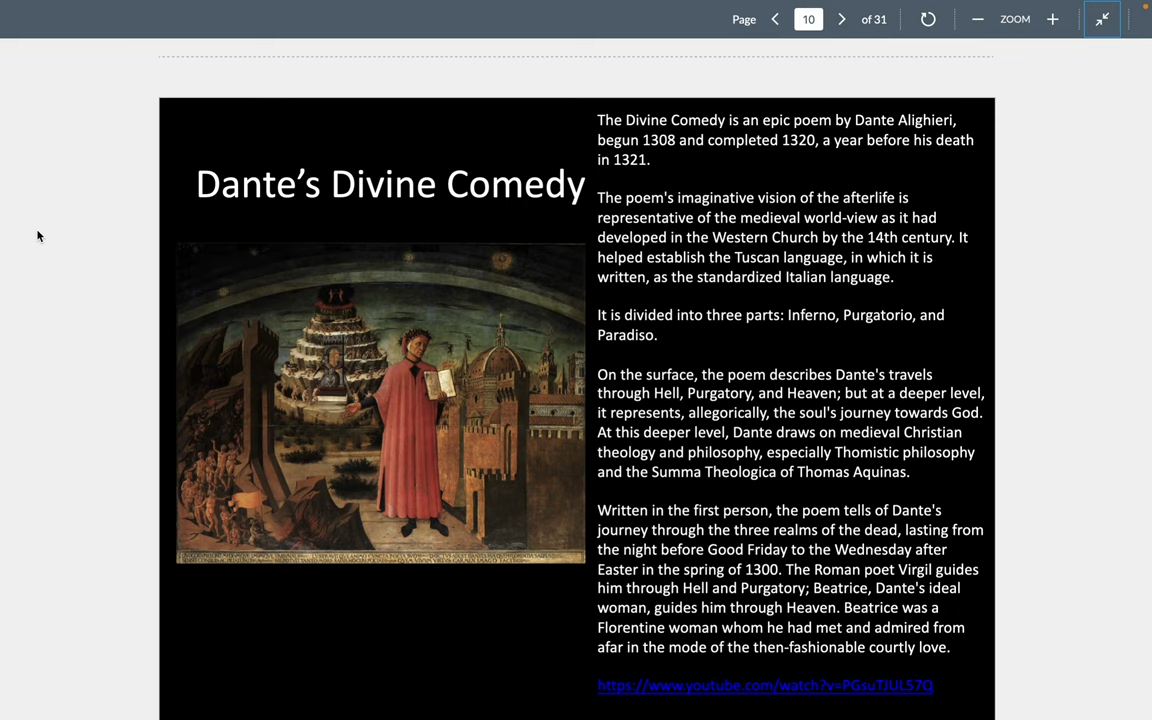 Page 10 of 31 ZOOM
Dante’s Divine Comedy
The Divine Comedy is an epic poem by Dante Alighieri,
begun 1308 and completed 1320, a year before his death
in 1321.
The poem's imaginative vision of the afterlife is
representative of the medieval world-view as it had
developed in the Western Church by the 14th century. It
helped establish the Tuscan language, in which it is
written, as the standardized Italian language.
It is divided into three parts: Inferno, Purgatorio, and
Paradiso.
On the surface, the poem describes Dante's travels
through Hell, Purgatory, and Heaven; but at a deeper level,
it represents, allegorically, the soul's journey towards God.
At this deeper level, Dante draws on medieval Christian
theology and philosophy, especially Thomistic philosophy
and the Summa Theologica of Thomas Aquinas.
Written in the first person, the poem tells of Dante's
journey through the three realms of the dead, lasting from
the night before Good Friday to the Wednesday after
Easter in the spring of 1300. The Roman poet Virgil guides
him through Hell and Purgatory; Beatrice, Dante's ideal
woman, guides him through Heaven. Beatrice was a
Florentine woman whom he had met and admired from
afar in the mode of the then-fashionable courtly love.
https://www.youtube.com/watch?v=PGsuTJUL57Q